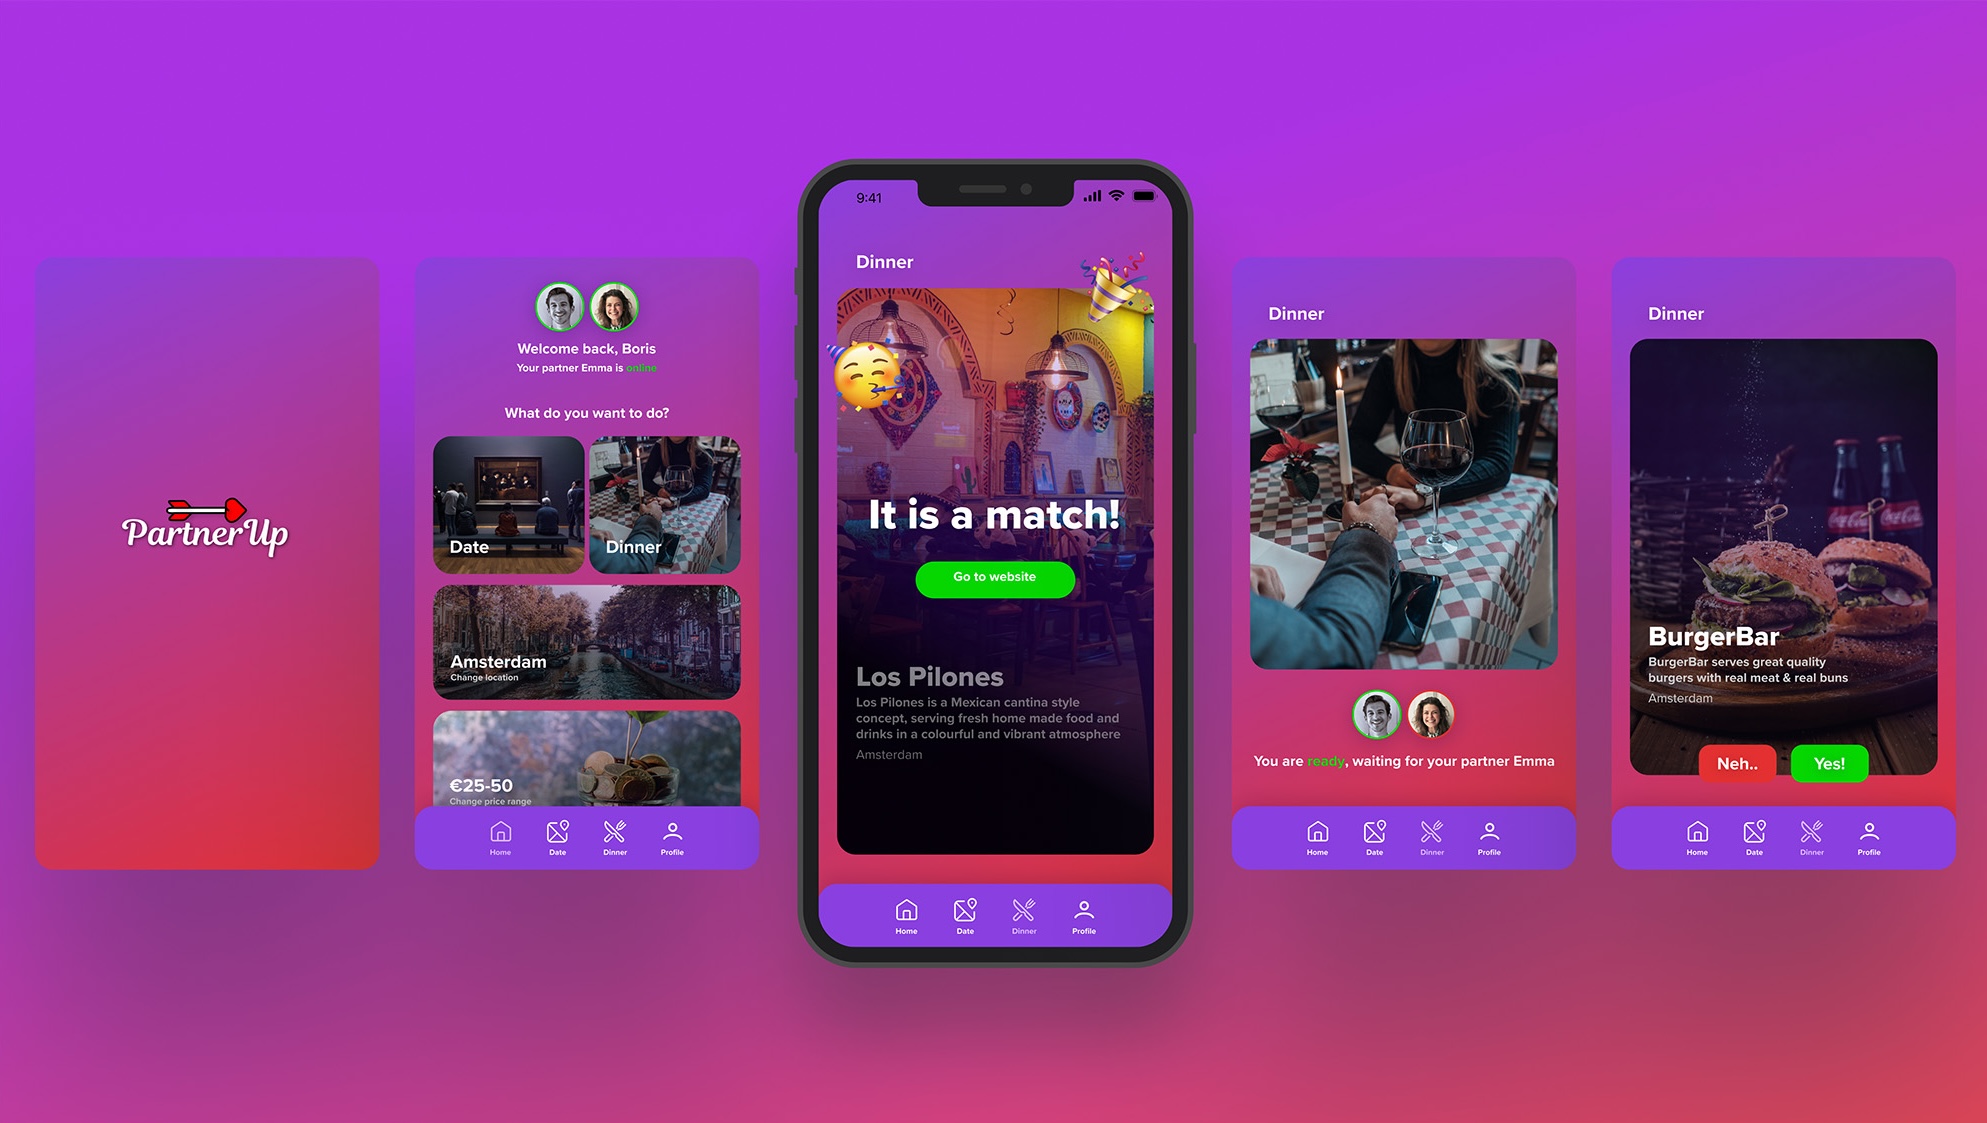 PartnerUp
Welcome back, Boris
Your partner Emma is online
What do you want to do?
Date
Dinner
Amsterdam
Change location
€25-50
Change price range
Home
Date
Dinner
Profile
9:41
Dinner
It is a match!
Go to website
Los Pilones
Los Pilones is a Mexican cantina style
concept, serving fresh home made food and
drinks in a colourful and vibrant atmosphere
Amsterdam
Home
Date
Dinner
Profile
Dinner
You are ready, waiting for your partner Emma
Home
Date
Dinner
Profile
Dinner
Coca-Cola
Coca-Cola
BurgerBar
BurgerBar serves great quality
burgers with real meat & real buns
Amsterdam
Neh..
Yes!
Home
Date
Dinner
Profile